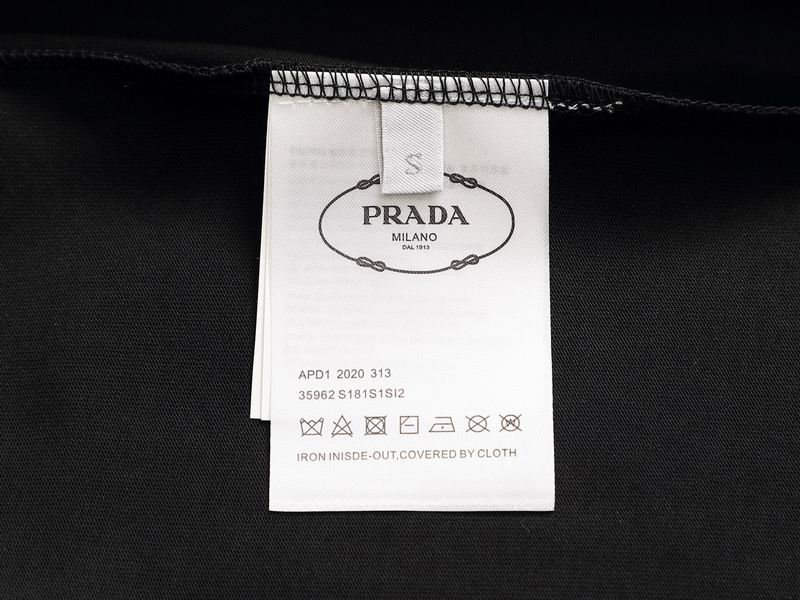 S
PRADA
MILANO
DAL 1913
APD1 2020 313
35962 S181S1SI2
IRON INISDE-OUT,COVERED BY CLOTH